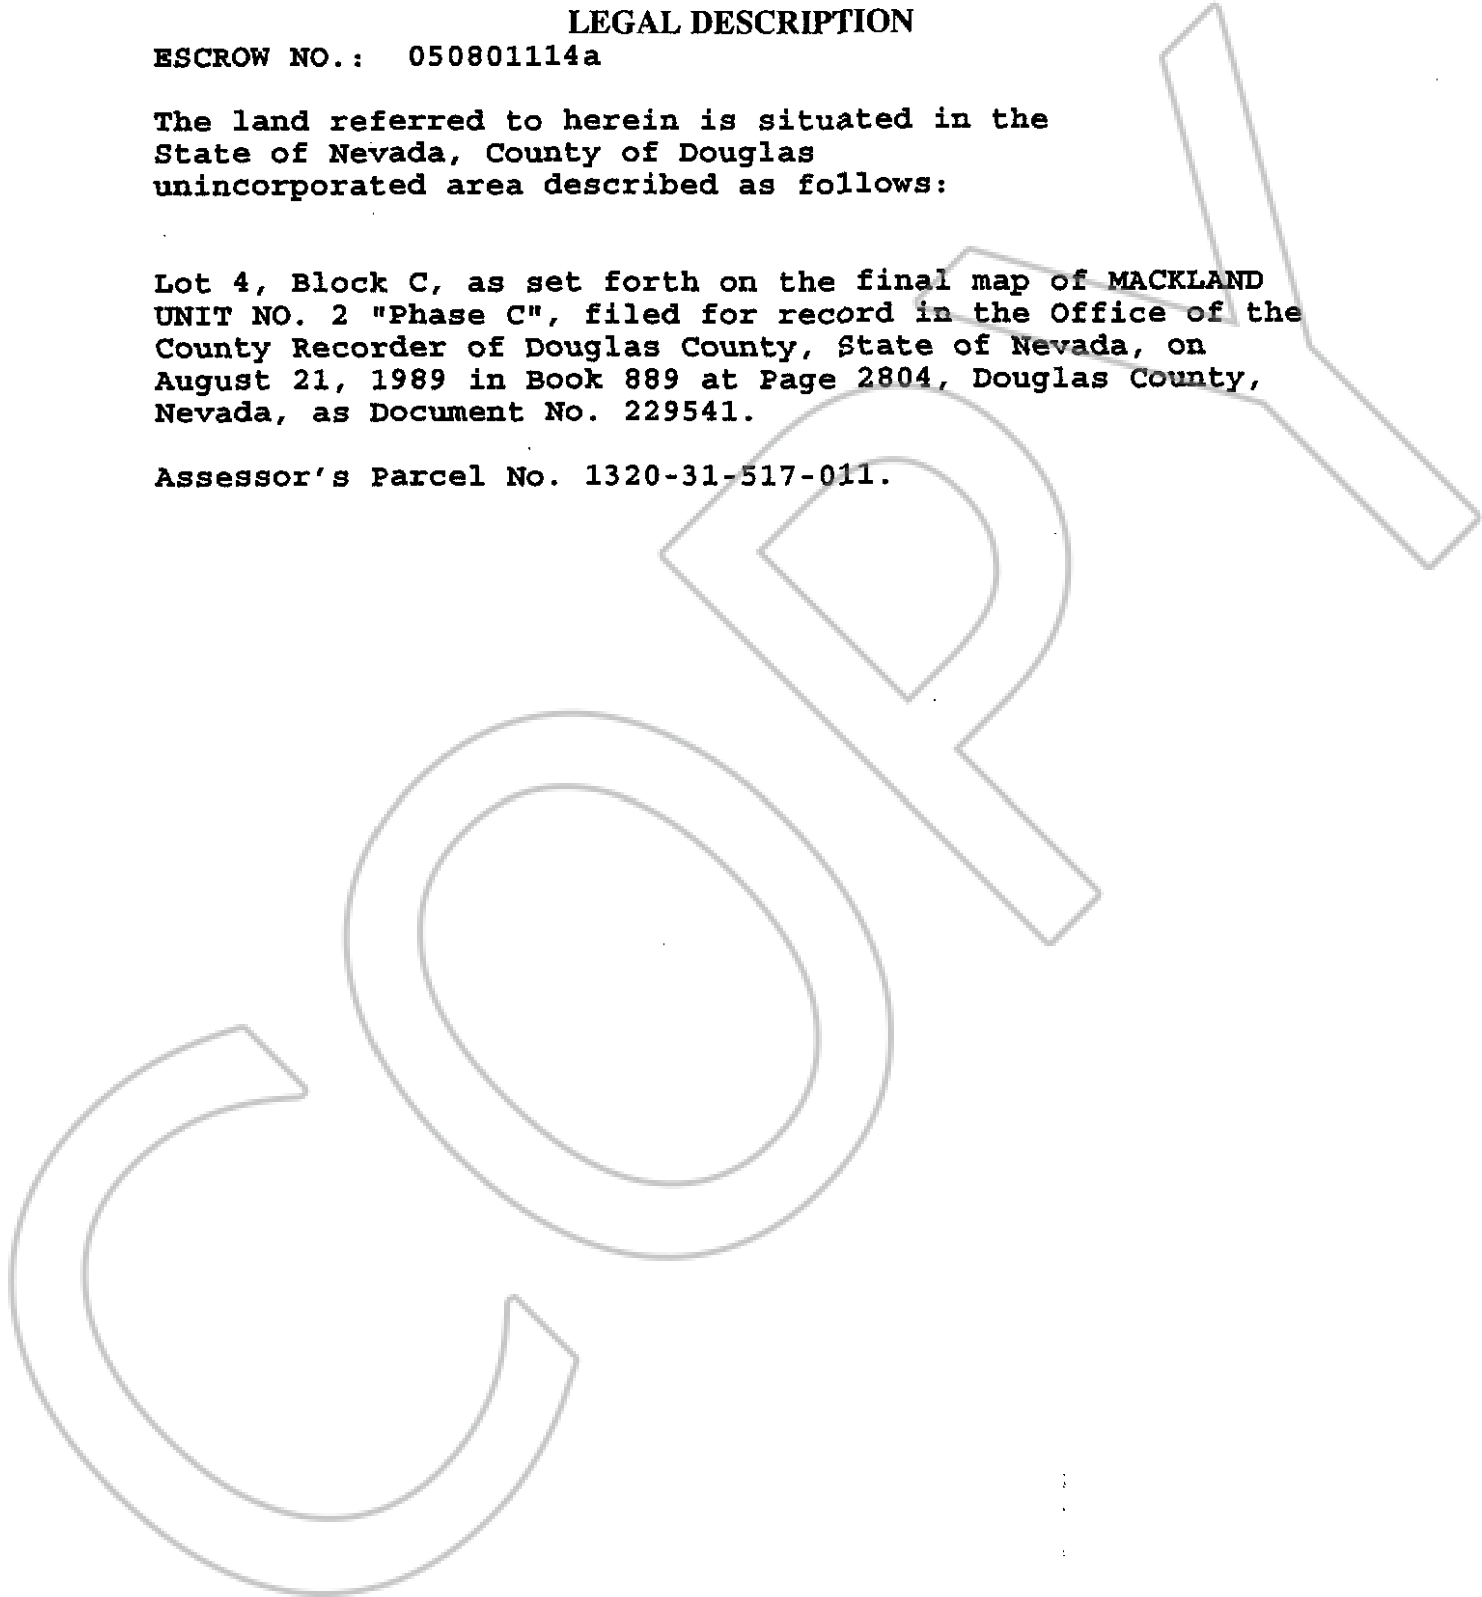 LEGAL DESCRIPTION
ESCROW NO.: 050801114a
The land referred to herein is situated in the
State of Nevada, County of Douglas
unincorporated area described as follows:
Lot 4, Block C, as set forth on the final map of MACKLAND
UNIT NO. 2 "Phase C", filed for record in the Office of the
County Recorder of Douglas County, State of Nevada, on
August 21, 1989 in Book 889 at Page 2804, Douglas County,
Nevada, as Document No. 229541.
Assessor's Parcel No. 1320-31-517-011.
COPY